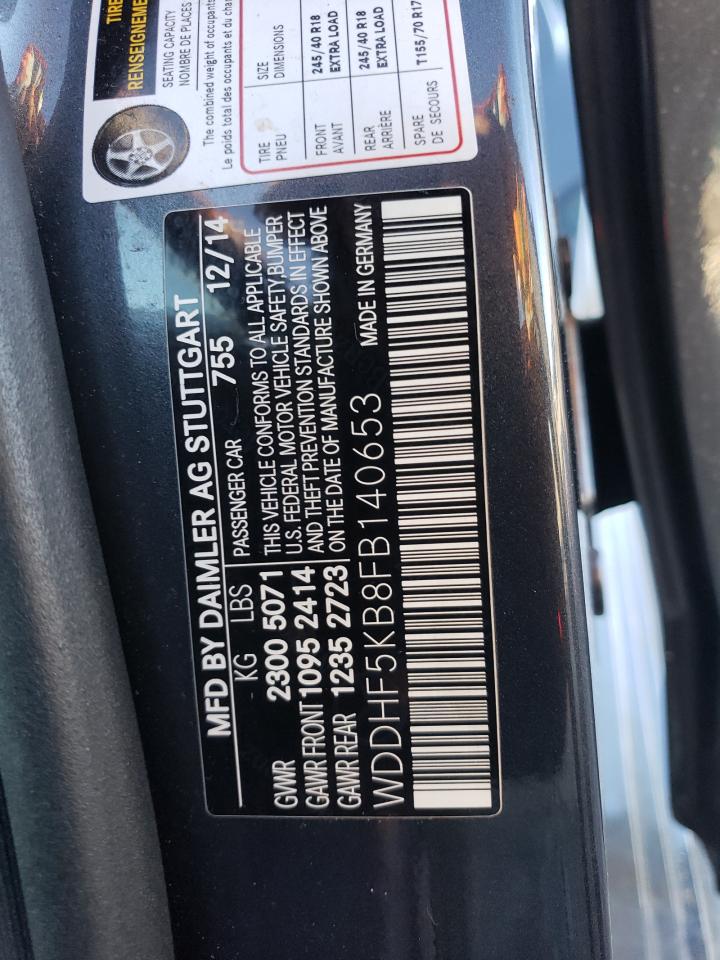 TIRE
RENSEIGNEME
SEATING CAPACITY
NOMBRE DE PLACES
The combined weight of occupants
Le poids total des occupants et du cha
TIRE SIZE
PNEU DIMENSIONS
FRONT 245/40 R18
AVANT EXTRA LOAD
REAR 245/40 R18
ARRIÈRE EXTRA LOAD
SPARE T155/70 R17
DE SECOURS
MFD BY DAIMLER AG STUTTGART
KG LBS PASSENGER CAR 755 12/14
GVWR 2300 5071 THIS VEHICLE CONFORMS TO ALL APPLICABLE
U.S. FEDERAL MOTOR VEHICLE SAFETY,BUMPER
GAWR FRONT 1095 2414 AND THEFT PREVENTION STANDARDS IN EFFECT
GAWR REAR 1235 2723 ON THE DATE OF MANUFACTURE SHOWN ABOVE
WDDHF5KB8FB140653 MADE IN GERMANY